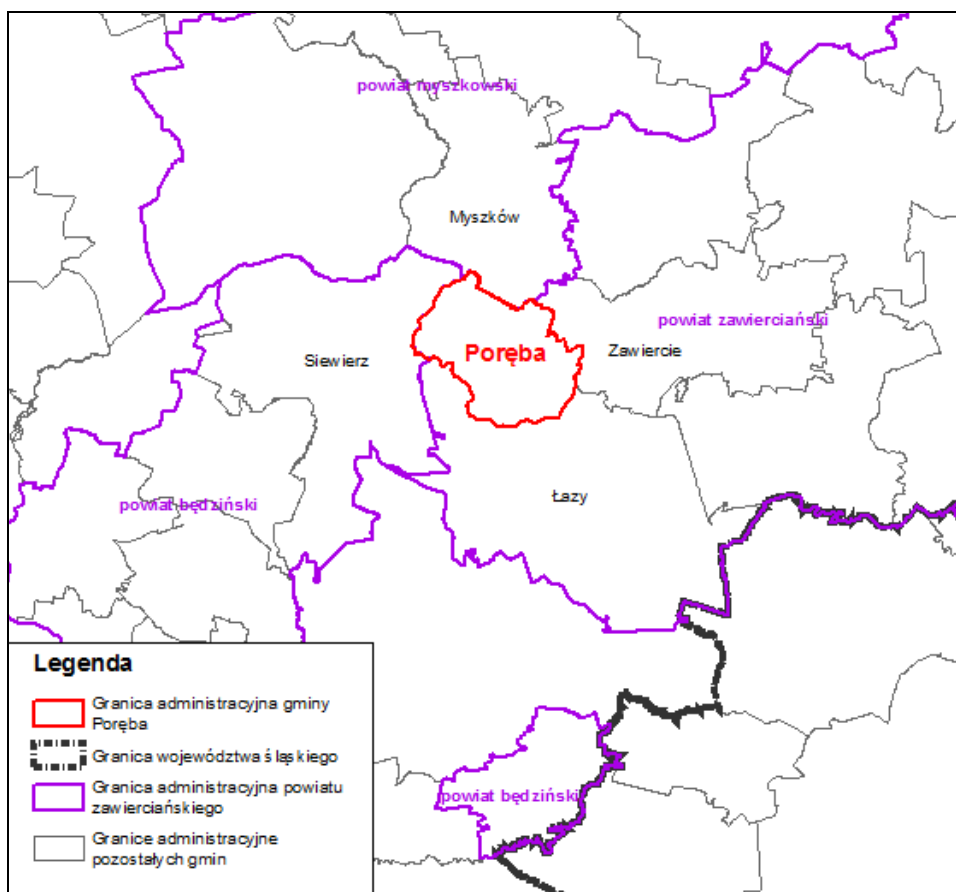 powiat myszkowski
Myszków
powiat zawierciański
Siewierz
Poręba
Zawiercie
powiat będziński
Łazy
Legenda
Granica administracyjna gminy
Poręba
Granica województwa śląskiego
Granica administracyjna powiatu
zawierciańskiego
Granice administracyjne
pozostałych gmin
powiat będziński